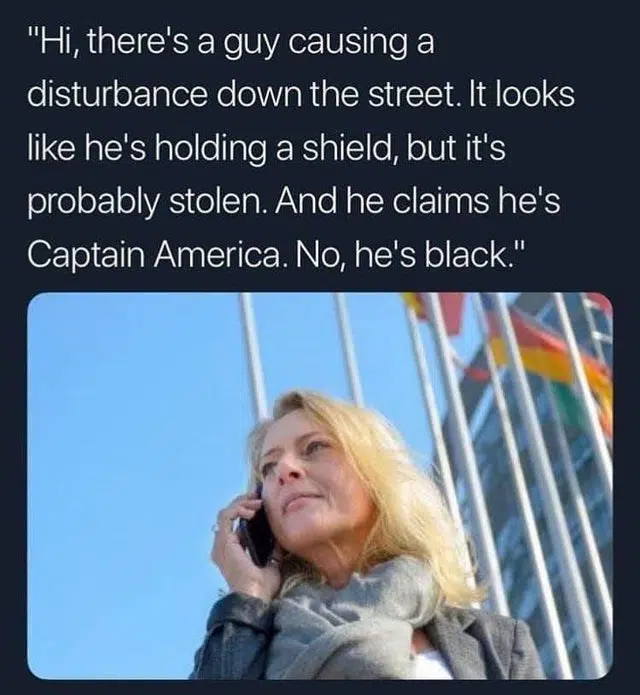 "Hi, there's a guy causing a
disturbance down the street. It looks
like he's holding a shield, but it's
probably stolen. And he claims he's
Captain America. No, he's black."